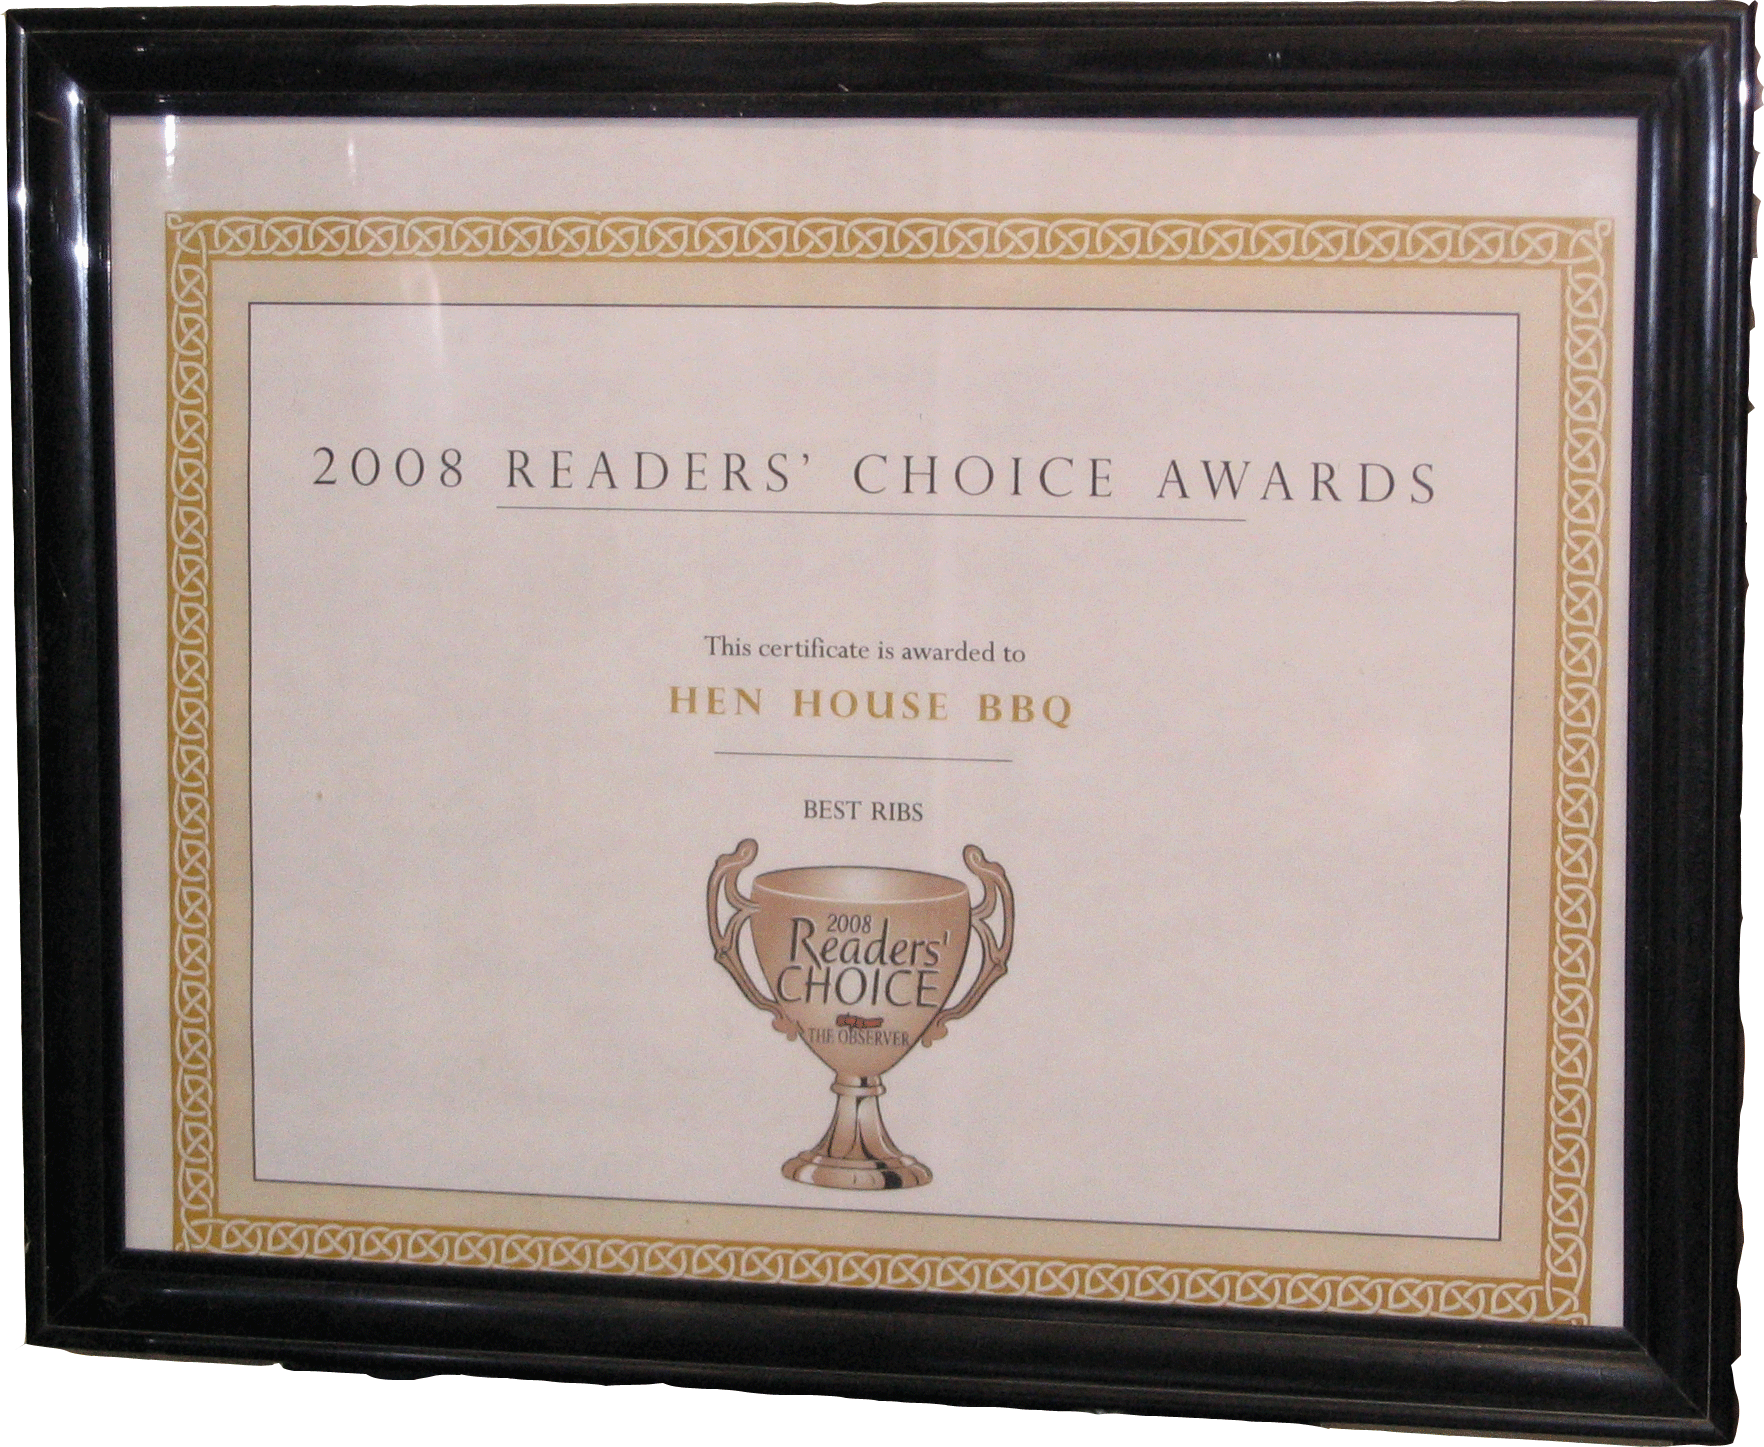 2008 READERS’ CHOICE AWARDS
This certificate is awarded to
HEN HOUSE BBQ
BEST RIBS
2008
Readers'
CHOICE
THE OBSERVER